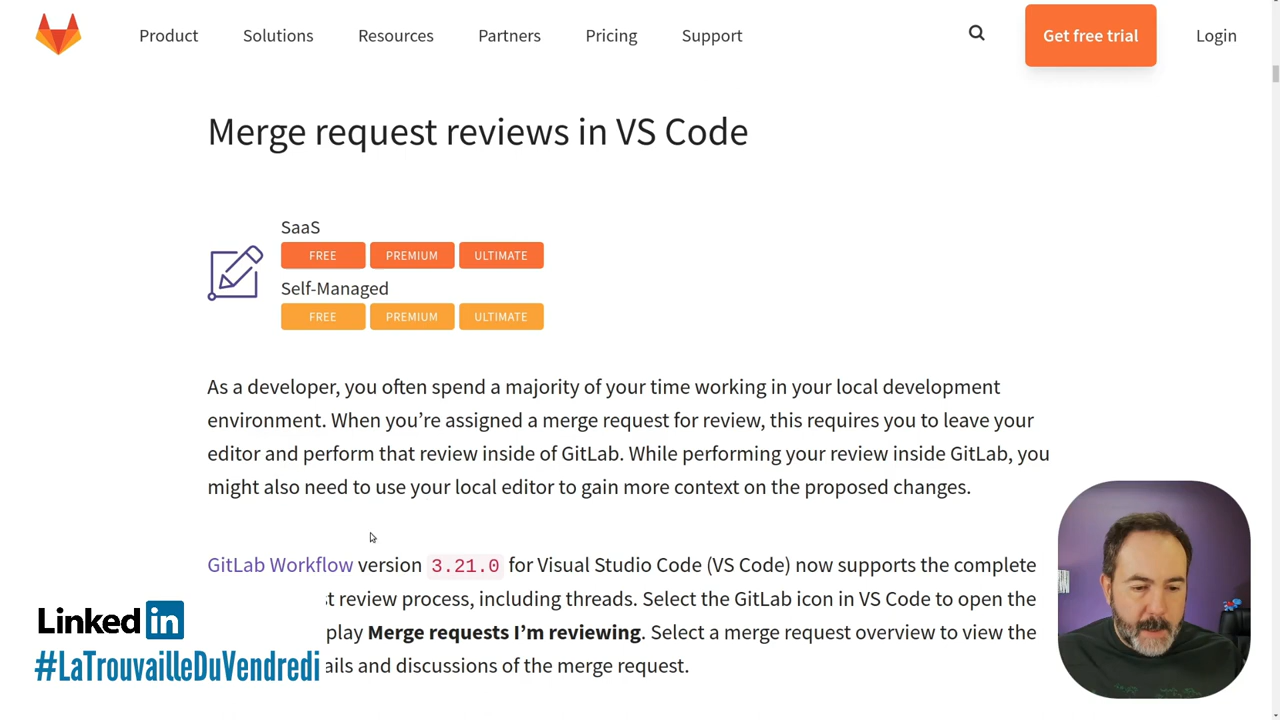 Product Solutions Resources Partners Pricing Support Get free trial Login
Merge request reviews in VS Code
SaaS
FREE PREMIUM ULTIMATE
Self-Managed
FREE PREMIUM ULTIMATE
As a developer, you often spend a majority of your time working in your local development
environment. When you’re assigned a merge request for review, this requires you to leave your
editor and perform that review inside of GitLab. While performing your review inside GitLab, you
might also need to use your local editor to gain more context on the proposed changes.
GitLab Workflow version 3.21.0 for Visual Studio Code (VS Code) now supports the complete
t review process, including threads. Select the GitLab icon in VS Code to open the
play Merge requests I’m reviewing. Select a merge request overview to view the
ails and discussions of the merge request.
Linked in
#LaTrouvailleDuVendredi